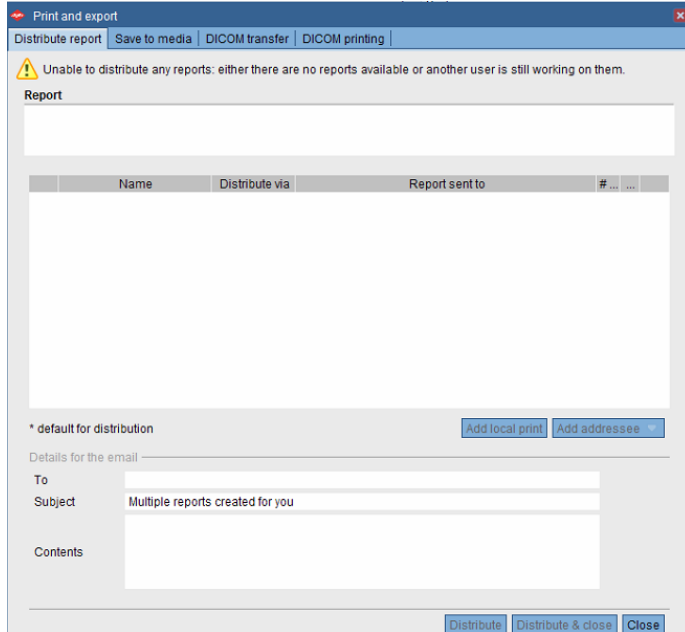 Print and export
Distribute report Save to media DICOM transfer DICOM printing
Unable to distribute any reports: either there are no reports available or another user is still working on them.
Report
Name Distribute via Report sent to #... ...
* default for distribution Add local print Add addressee
Details for the email
To
Subject Multiple reports created for you
Contents
Distribute Distribute & close Close